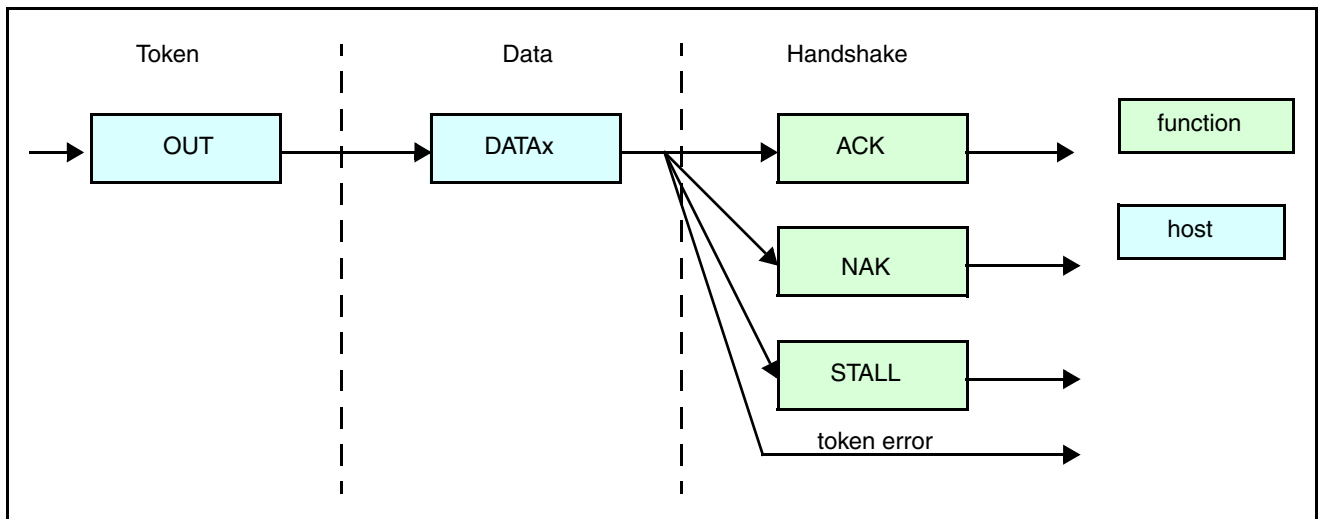 Token
Data
Handshake
OUT
DATAx
ACK
function
host
NAK
STALL
token error